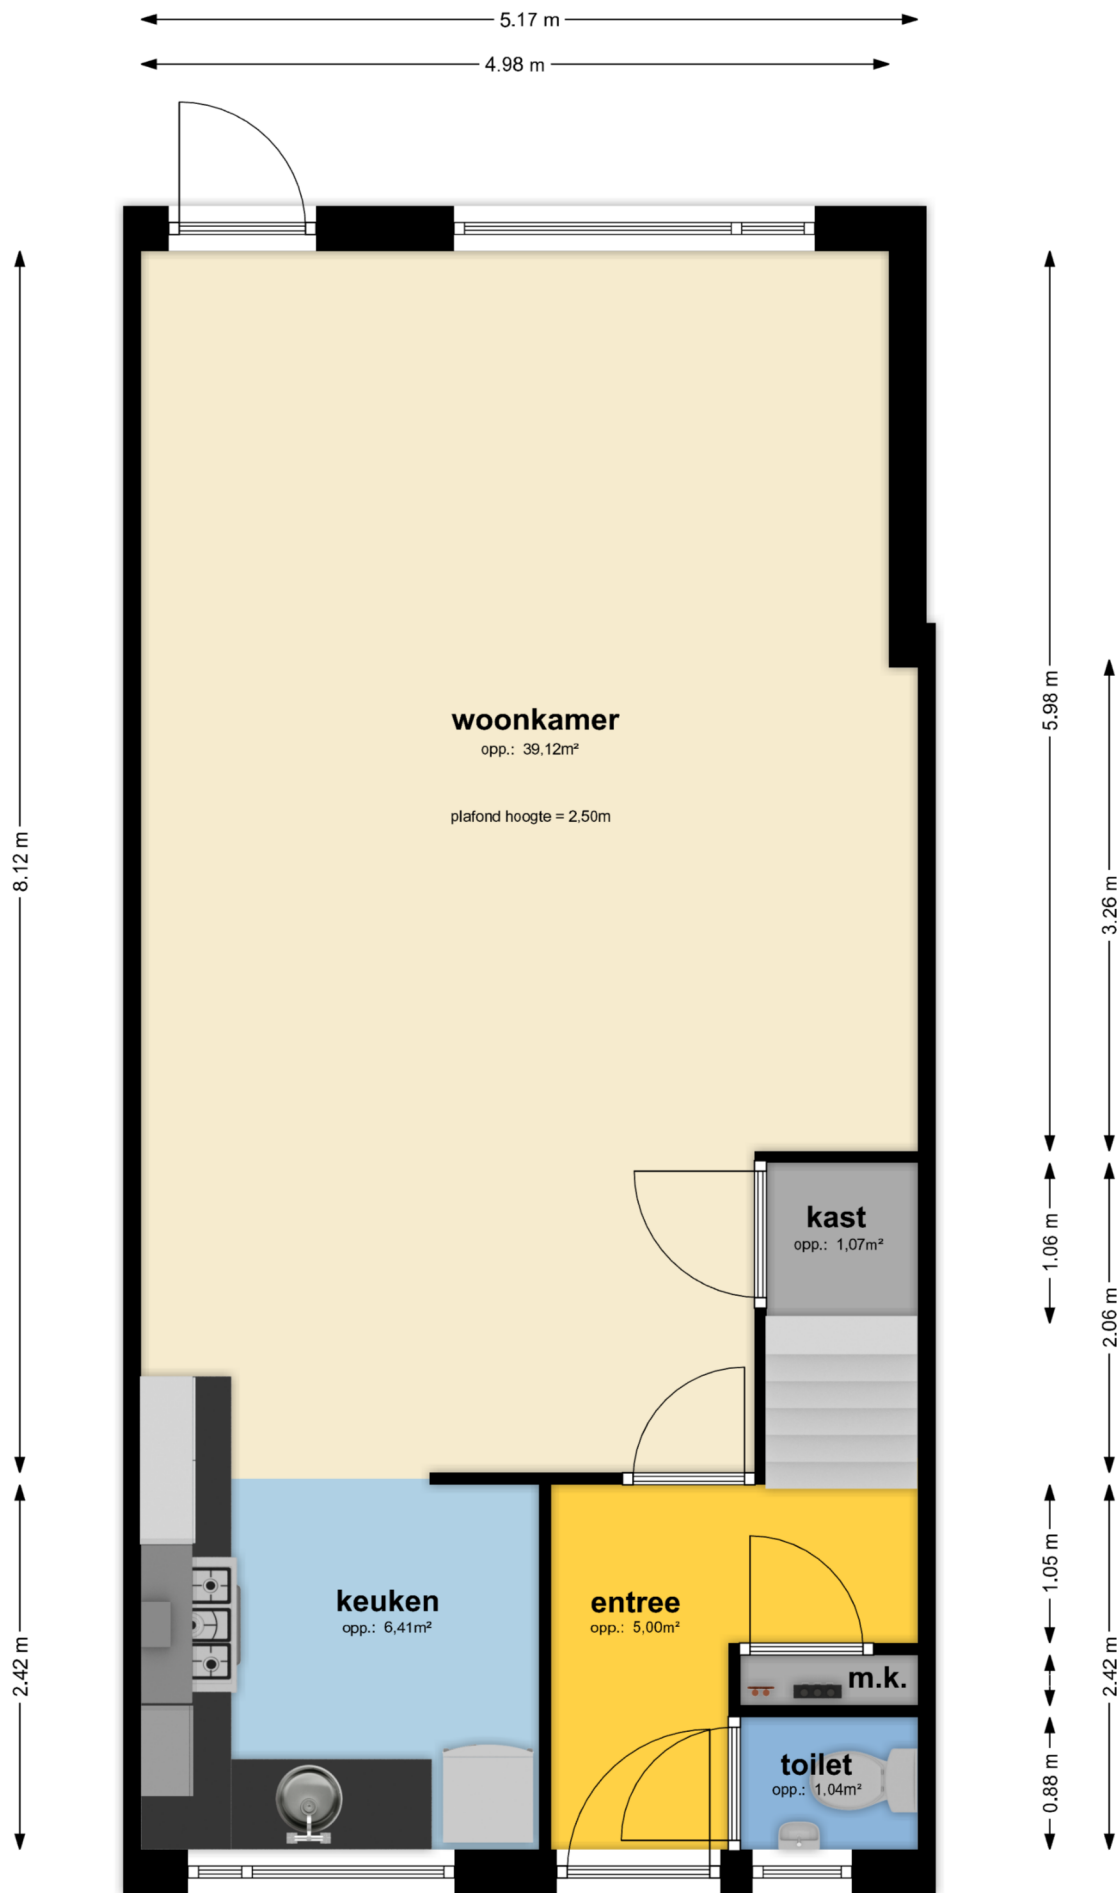 5.17 m
4.98 m
8.12 m
5.98 m
3.26 m
woonkamer
opp.: 39,12m²
plafond hoogte = 2,50m
kast
opp.: 1,07m²
1.06 m
2.06 m
keuken
opp.: 6,41m²
entree
opp.: 5,00m²
1.05 m
2.42 m
2.42 m
m.k.
toilet
opp.: 1,04m²
0.88 m